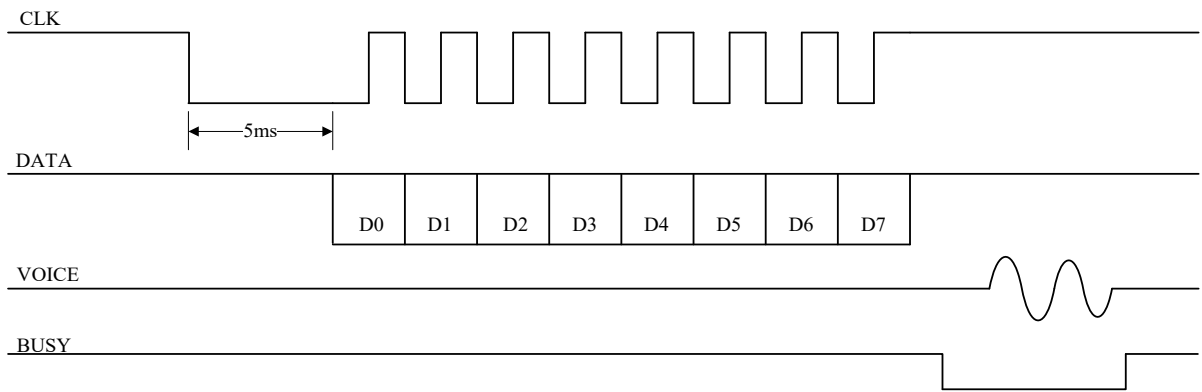 CLK
5ms
DATA
D0 D1 D2 D3 D4 D5 D6 D7
VOICE
BUSY